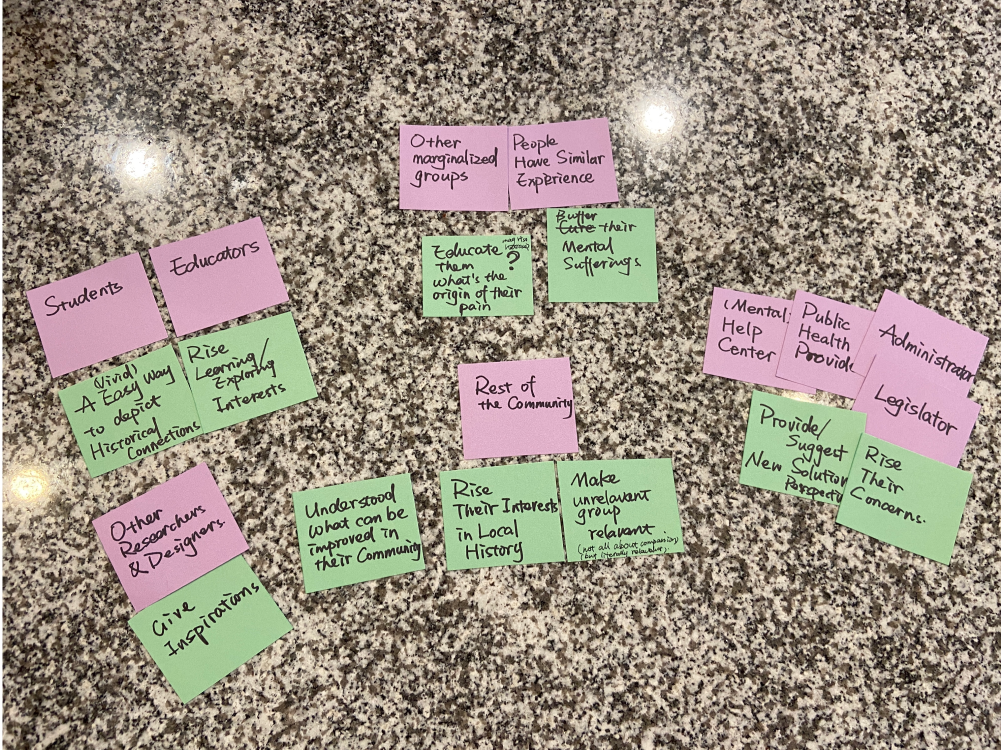 Other
marginalized
groups
People
Have Similar
Experience
Educate
them
what's the
origin of their
pain
?
Buffer
Cure their
Mental
Sufferings
Students
Educators
(Vivid)
A Easy Way
to depict
Historical
Connections
Rise
Learning/
Exploring
Interests
Rest of
the Community
(Mental)
Help
Center
Public
Health
Provide
Administrator
Legislator
Provide/
Suggest
New Solution
Perspecti
Rise
Their
Concerns.
Other
Researchers
& Designers.
Give
Inspirations
Understood
what can be
improved in
their Community
Rise
Their Interests
in Local
History
Make
unrelavant
group
relavant
(not all about compassion)
but literally relavant).